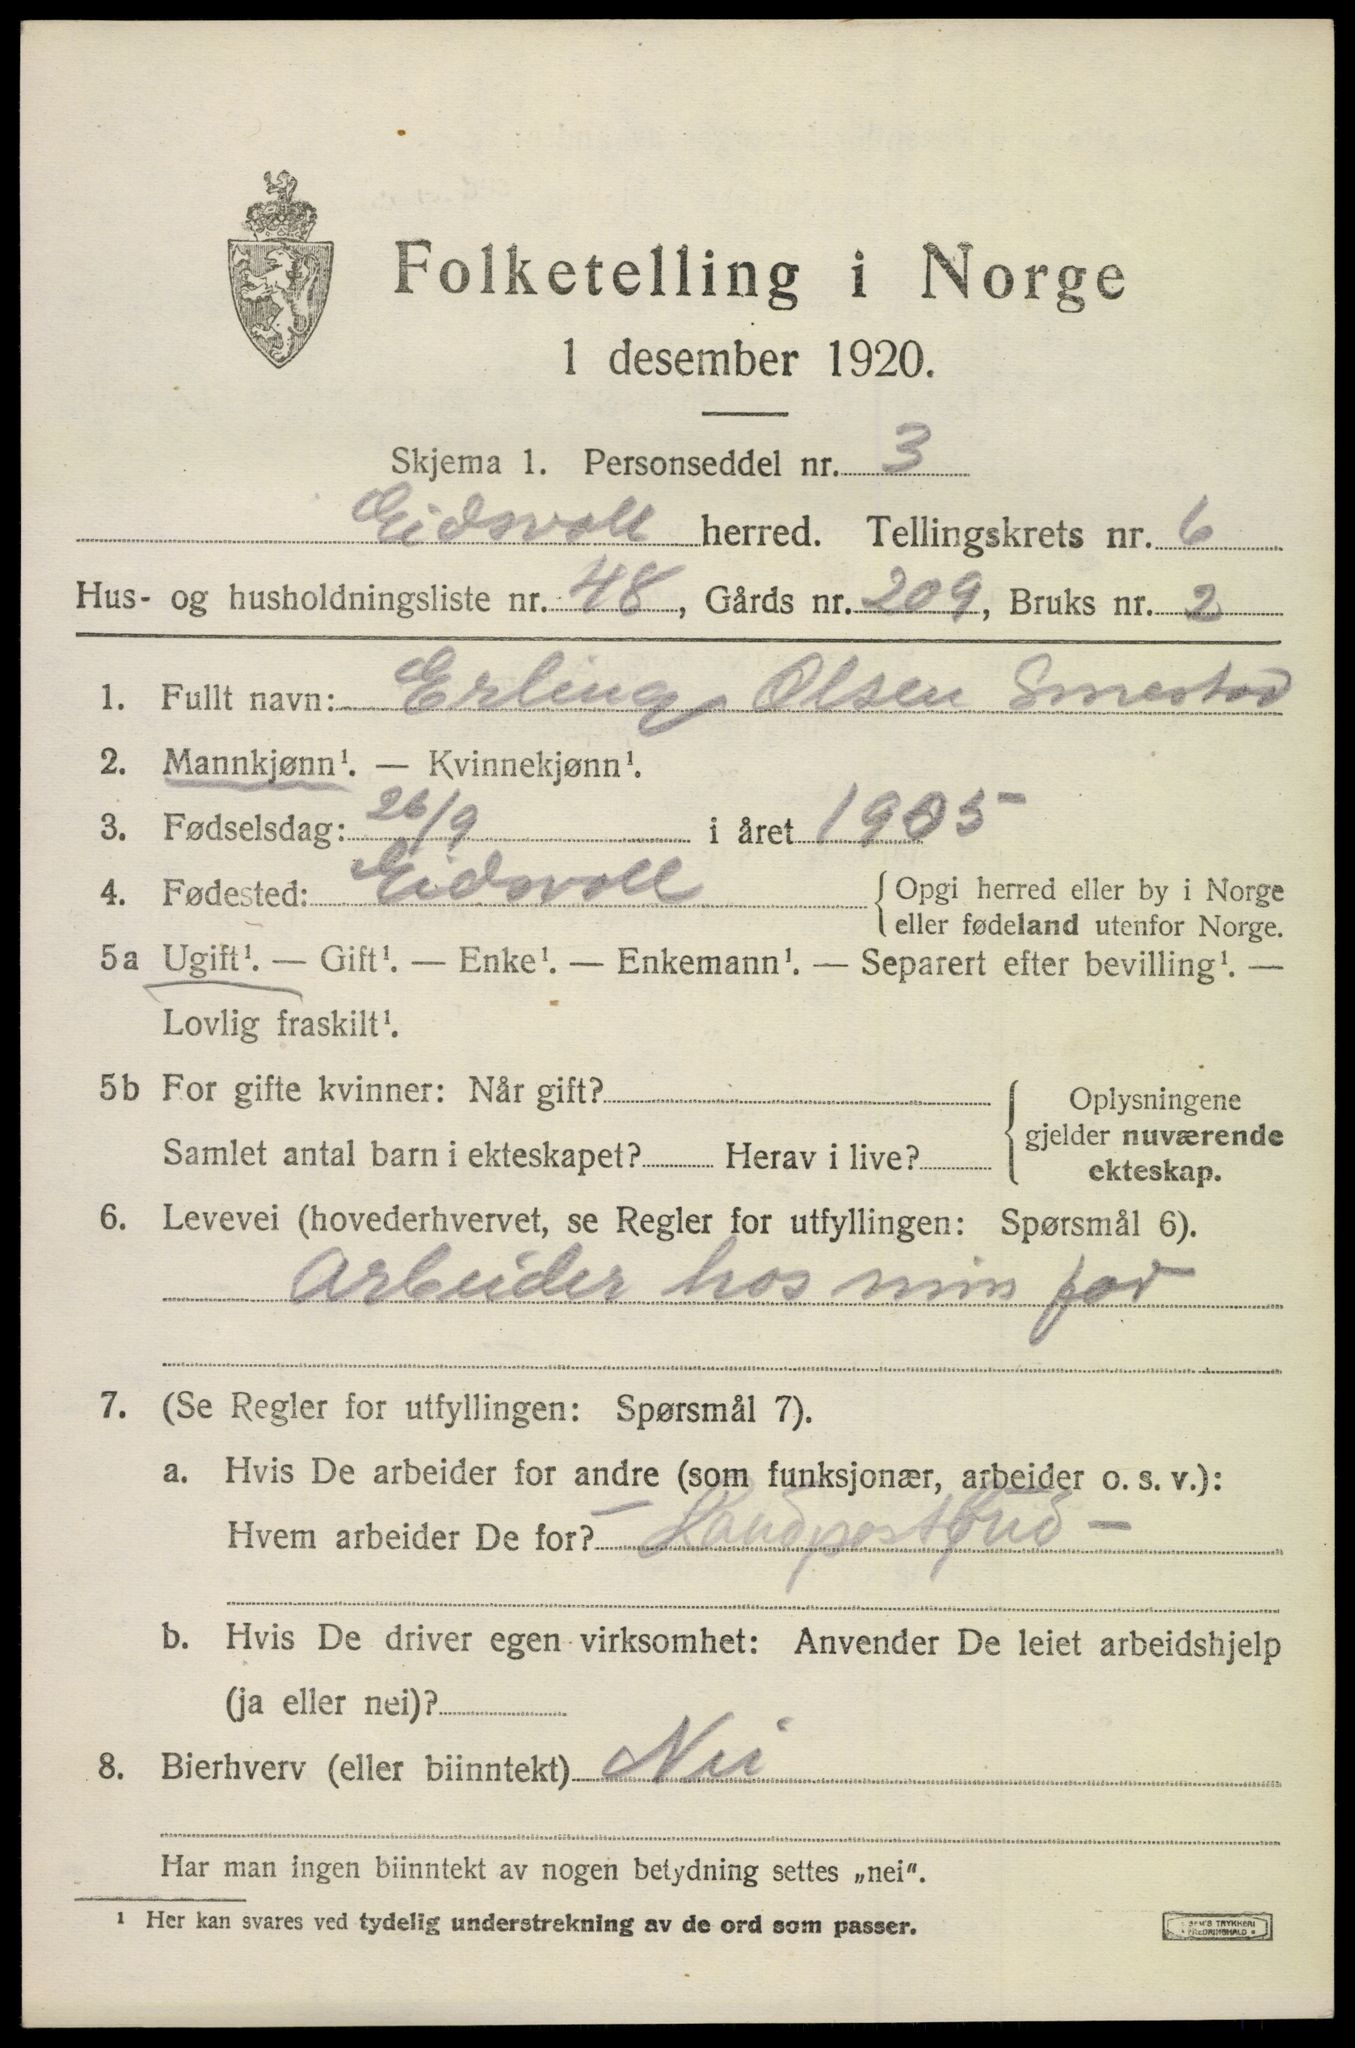 Folketelling i Norge
1 desember 1920.
Skjema 1. Personseddel nr. 3
Eidsvoll herred. Tellingskrets nr. 6
Hus- og husholdningsliste nr. 48, Gårds nr. 209, Bruks nr. 2
1. Fullt navn: Erling Olsen Smestad
2. Mannkjønn¹. — Kvinnekjønn¹.
3. Fødselsdag: 26/9 i året 1905
4. Fødested: Eidsvoll { Opgi herred eller by i Norge
eller fødeland utenfor Norge.
5a Ugift¹. — Gift¹. — Enke¹. — Enkemann¹. — Separert efter bevilling¹. —
Lovlig fraskilt¹.
5b For gifte kvinner: Når gift?
Samlet antal barn i ekteskapet? Herav i live?
Oplysningene
gjelder nuværende
ekteskap.
6. Levevei (hovederhvervet, se Regler for utfyllingen: Spørsmål 6).
Arbeider hos min far
7. (Se Regler for utfyllingen: Spørsmål 7).
a. Hvis De arbeider for andre (som funksjonær, arbeider o. s. v.):
Hvem arbeider De for? — Landpostbud —
b. Hvis De driver egen virksomhet: Anvender De leiet arbeidshjelp
(ja eller nei)?
8. Bierhverv (eller biinntekt) Nei
Har man ingen biinntekt av nogen betydning settes „nei".
¹ Her kan svares ved tydelig understrekning av de ord som passer.
TRYKKERI
FREDRIKSHALD